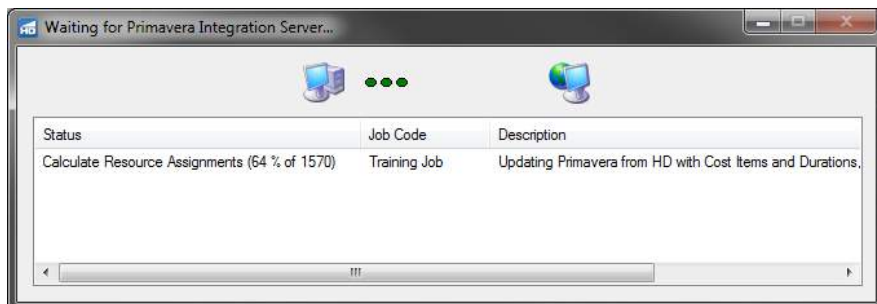 HD Waiting for Primavera Integration Server...
Status Job Code Description
Calculate Resource Assignments (64 % of 1570) Training Job Updating Primavera from HD with Cost Items and Durations,